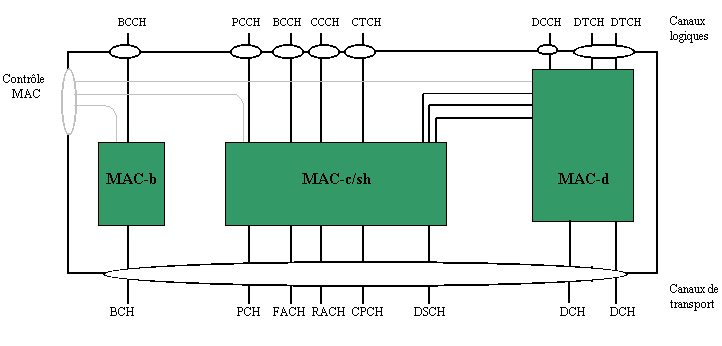 BCCH PCCH BCCH CCCH CTCH DCCH DTCH DTCH
Canaux
logiques
Contrôle
MAC
MAC-b MAC-c/sh MAC-d
Canaux de
transport
BCH PCH FACH RACH CPCH DSCH DCH DCH